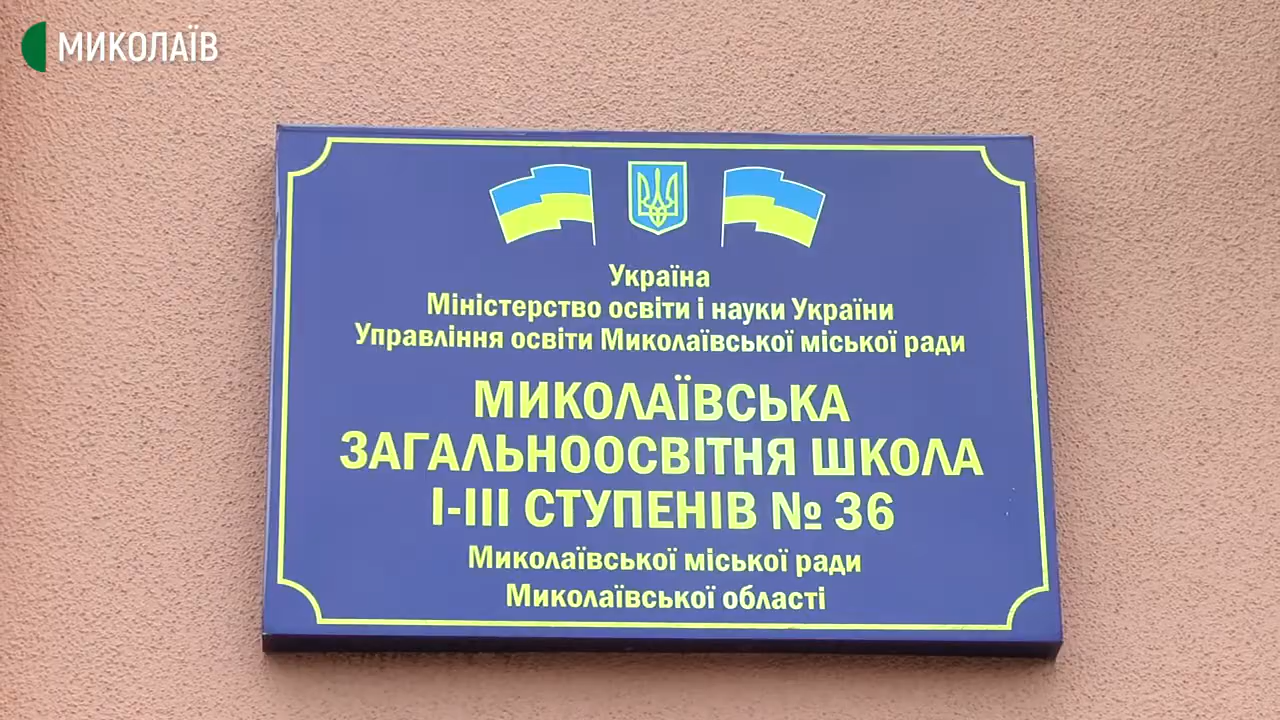 МИКОЛАЇВ
Україна
Міністерство освіти і науки України
Управління освіти Миколаївської міської ради
МИКОЛАЇВСЬКА
ЗАГАЛЬНООСВІТНЯ ШКОЛА
І-ІІІ СТУПЕНІВ № 36
Миколаївської міської ради
Миколаївської області